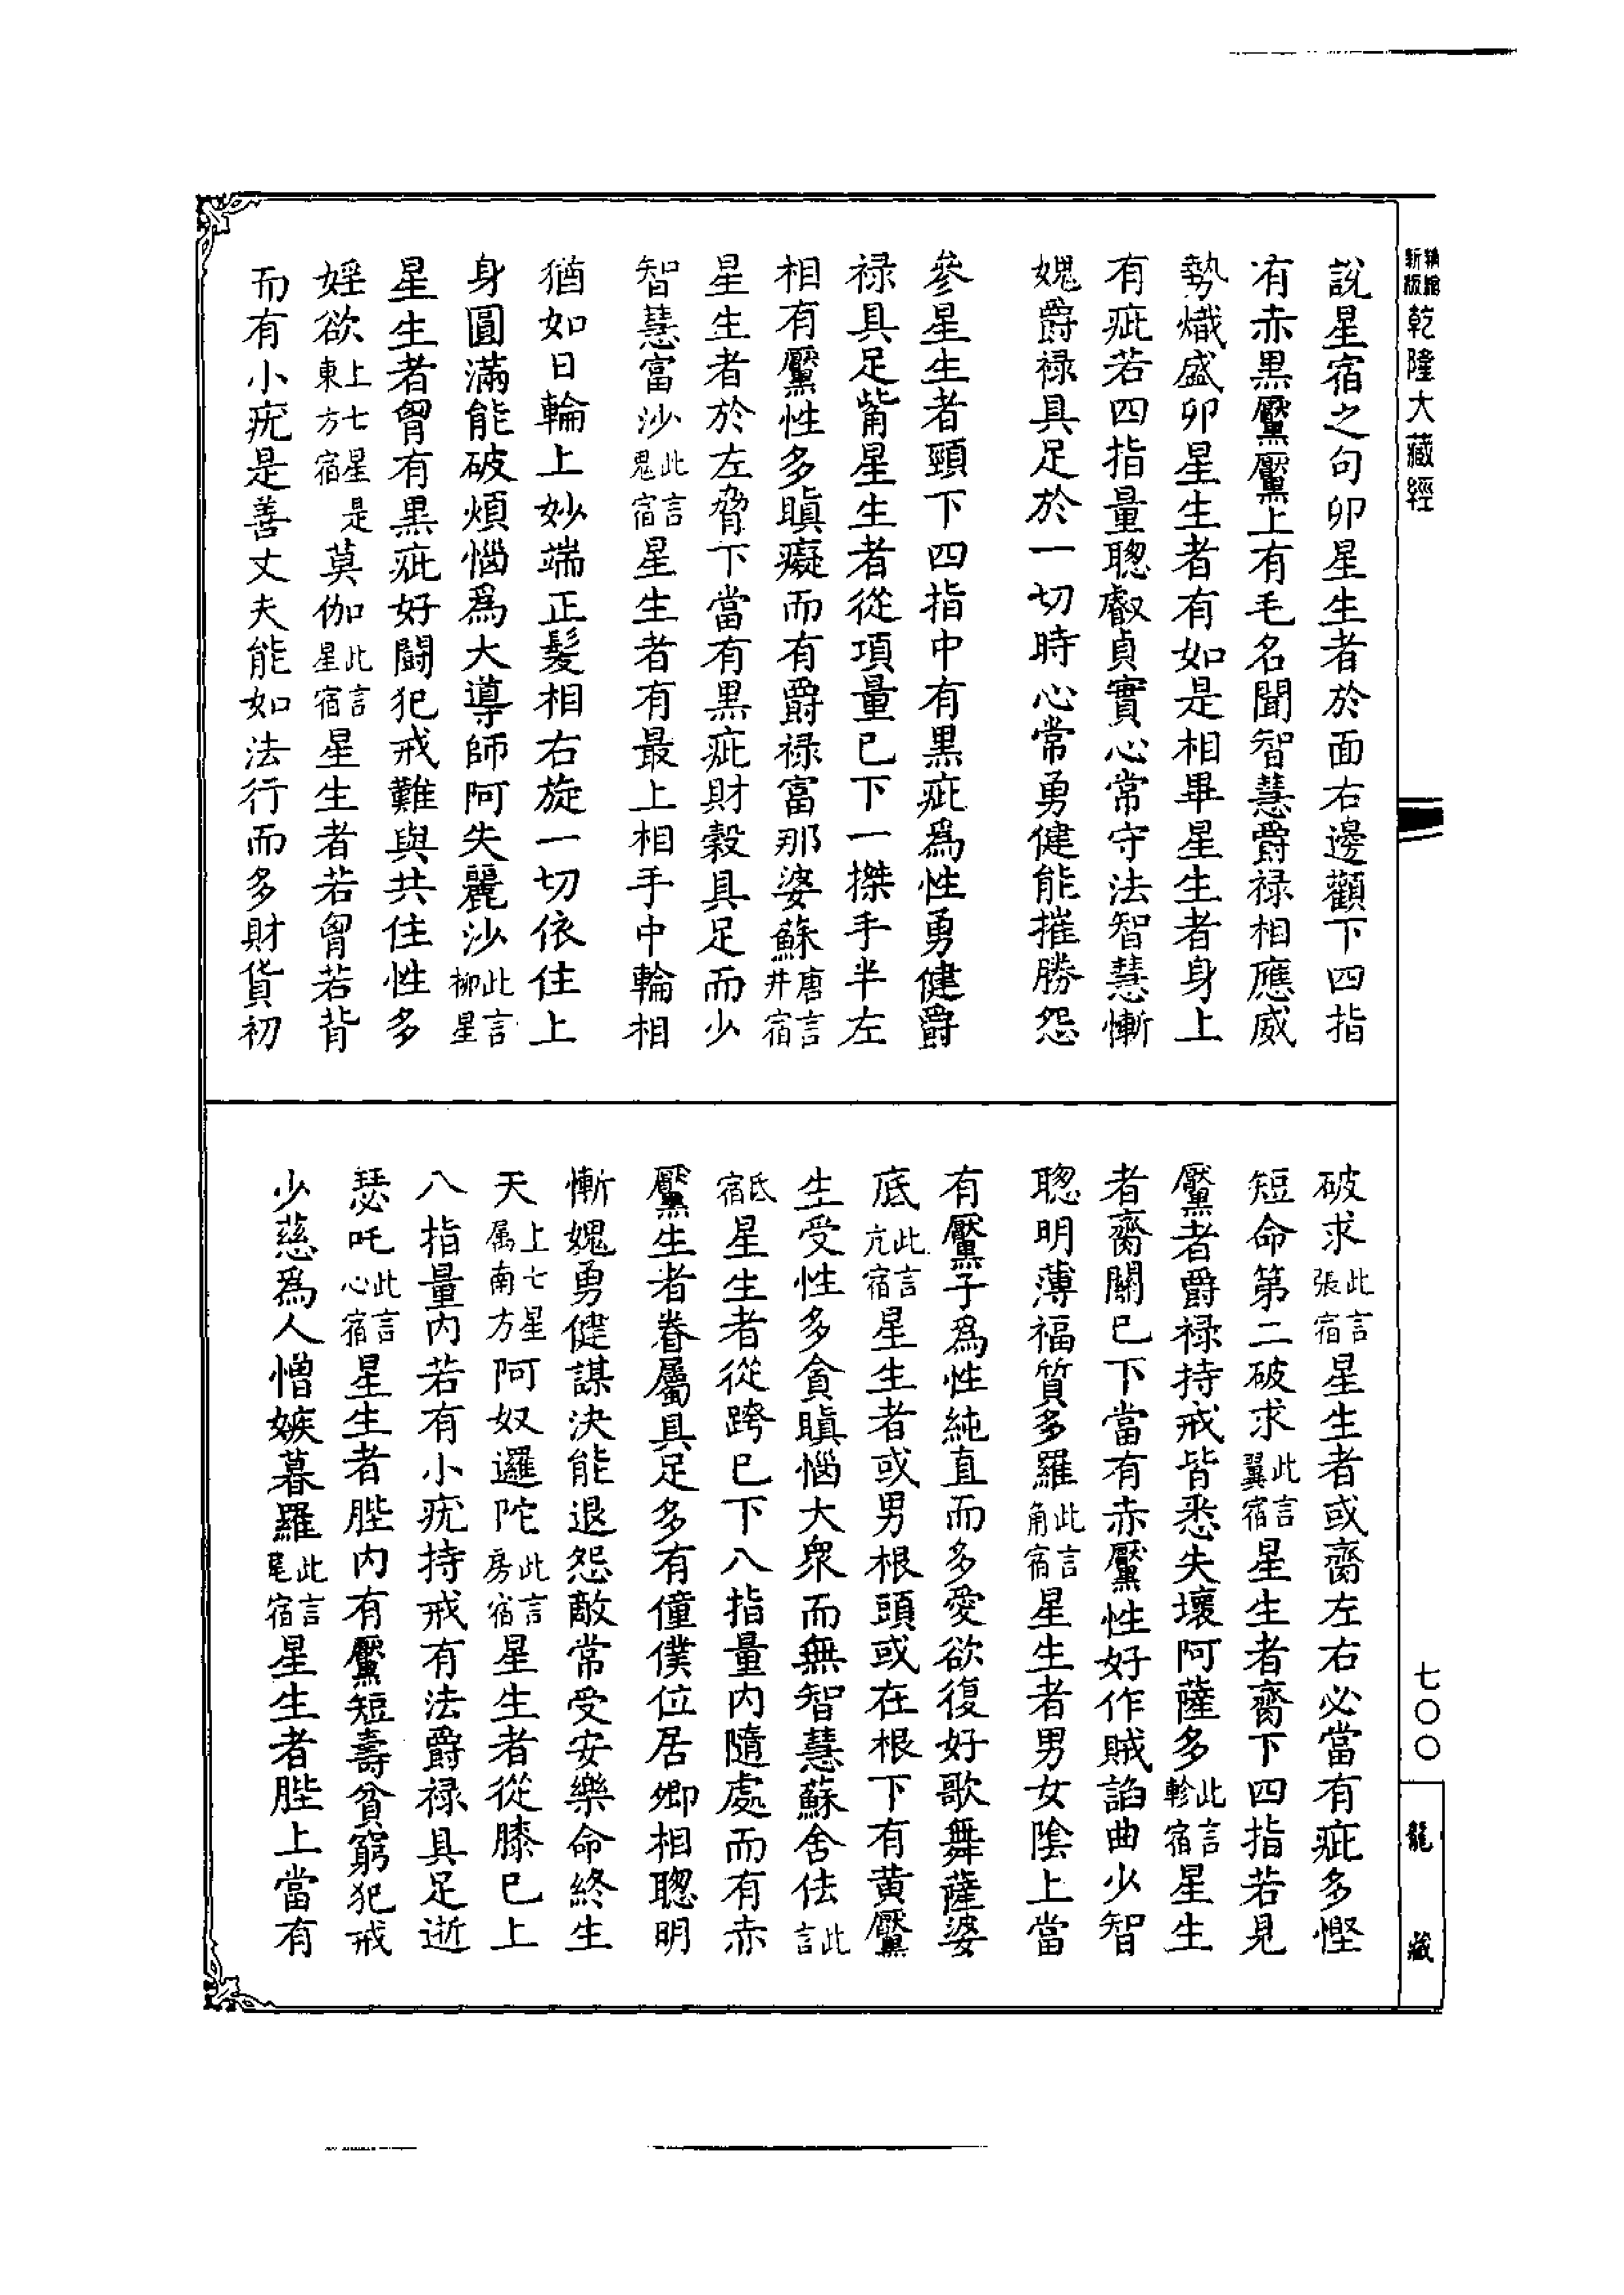 精縮新版乾隆大藏經
說星宿之句卯星生者於面右邊顴下四指
有赤黑黶黶上有毛名聞智慧爵祿相應威
勢熾盛卯星生者有如是相畢星生者身上
有疵若四指量聰叡貞實心常守法智慧慚
媿爵祿具足於一切時心常勇健能摧勝怨
參星生者頸下四指中有黑疵為性勇健爵
祿具足觜星生者從項量已下一搩手半左
相有黶性多瞋癡而有爵祿富那婆蘇唐言井宿
星生者於左脅下當有黑疵財穀具足而少
智慧富沙此言鬼宿星生者有最上相手中輪相
猶如日輪上妙端正髮相右旋一切依住上
身圓滿能破煩惱為大導師阿失麗沙此言柳星
星生者胷有黑疵好鬪犯戒難與共住性多
婬欲上七星是東方宿莫伽此言星宿星生者若胷若背
而有小疣是善丈夫能如法行而多財貨初
破求此言張宿星生者或齎左右必當有疵多慳
短命第二破求此言翼宿星生者齎下四指若見
黶者爵祿持戒皆悉失壞阿薩多此言軫宿星生
者齎關已下當有赤黶性好作賊諂曲少智
聰明薄福質多羅此言角宿星生者男女陰上當
有黶子為性純直而多愛欲復好歌舞薩婆
底此言亢宿星生者或男根頭或在根下有黃黶
生受性多貪瞋惱大衆而無智慧蘇舍佉此言
氐宿星生者從跨已下八指量內隨處而有赤
黶生者眷屬具足多有僮僕位居卿相聰明
慚媿勇健謀決能退怨敵常受安樂命終生
天上七星属南方阿奴邏陀此言房宿星生者從膝已上
八指量內若有小疣持戒有法爵祿具足逝
瑟吒此言心宿星生者䏶內有黶短壽貧窮犯戒
少慈為人憎嫉暮羅此言尾宿星生者䏶上當有
七〇〇
龍藏